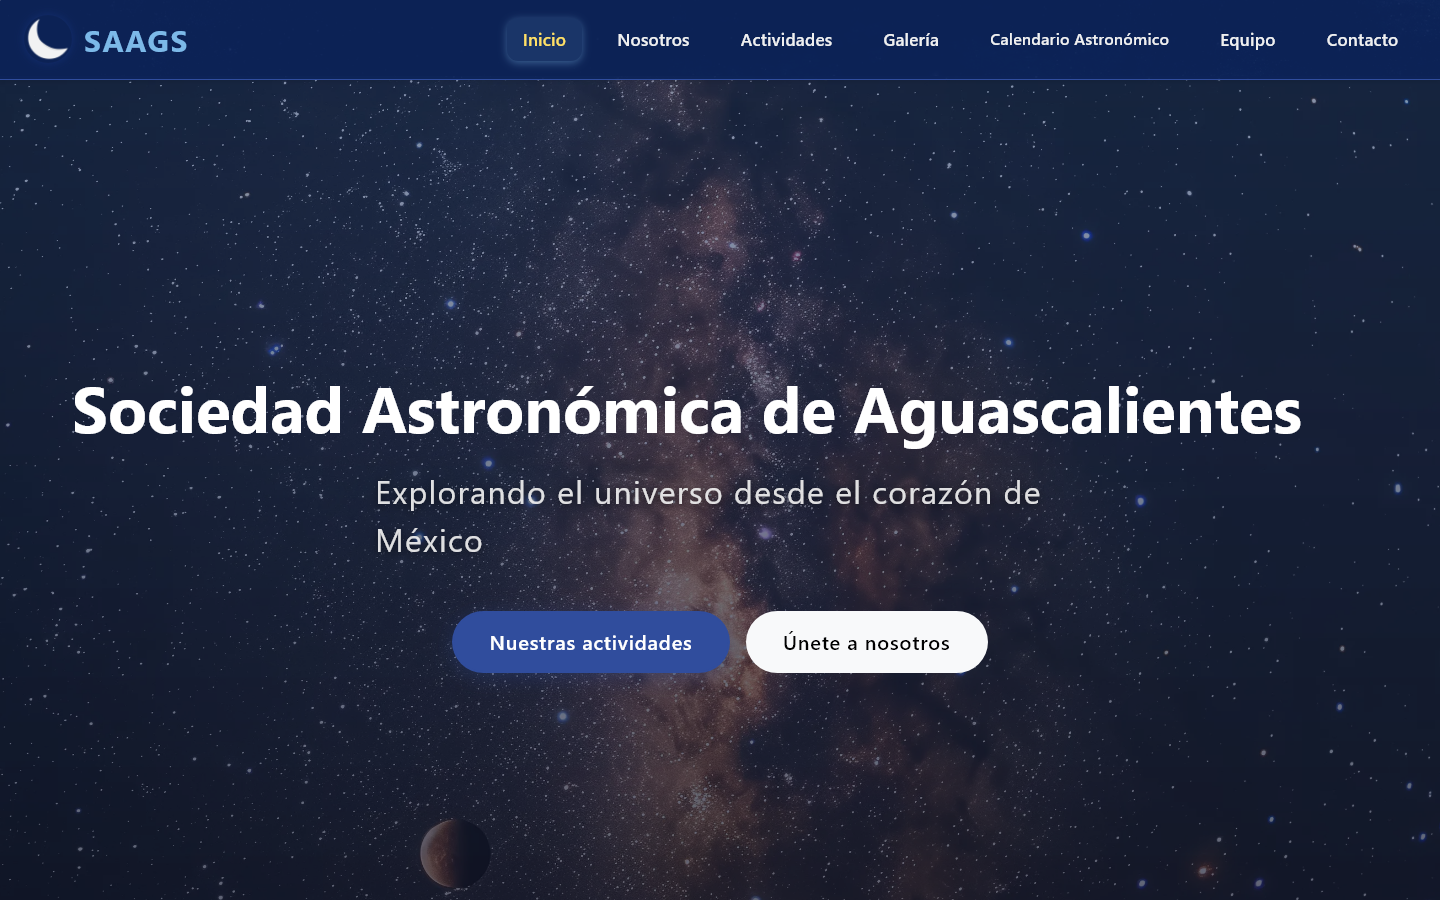 SAAGS
Inicio
Nosotros
Actividades
Galería
Calendario Astronómico
Equipo
Contacto
Sociedad Astronómica de Aguascalientes
Explorando el universo desde el corazón de
México
Nuestras actividades
Únete a nosotros